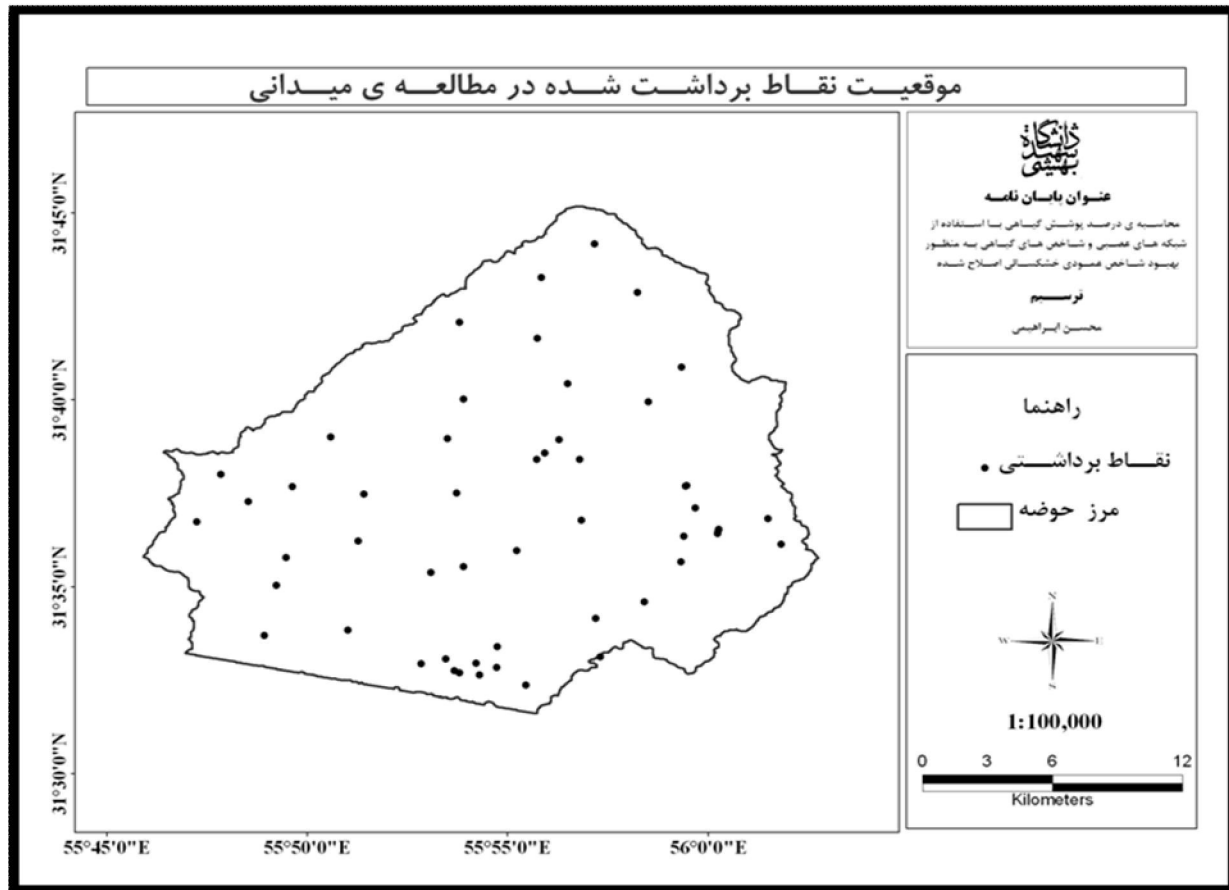 موقعیت نقاط برداشت شده در مطالعه ی میدانی
دانشگاه
شهید
بهشتی
عنوان پایان نامه
محاسبه ی درصد پوشش گیاهی با استفاده از
شبکه های عصبی و شاخص های گیاهی به منظور
بهبود شاخص عمودی خشکسالی اصلاح شده
ترسیم
محسن ابراهیمی
راهنما
نقاط برداشتی
مرز حوضه
N
W E
S
1:100,000
0 3 6 12
Kilometers
31°45'0"N
31°40'0"N
31°35'0"N
31°30'0"N
55°45'0"E 55°50'0"E 55°55'0"E 56°0'0"E